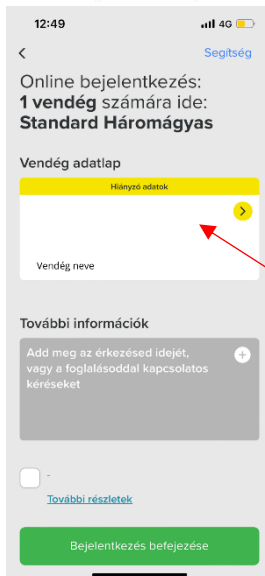 12:49 4G
Segítség
Online bejelentkezés:
1 vendég számára ide:
Standard Háromágyas
Vendég adatlap
Hiányzó adatok
Vendég neve
További információk
Add meg az érkezésed idejét,
vagy a foglalásoddal kapcsolatos
kéréseket
-
További részletek
Bejelentkezés befejezése